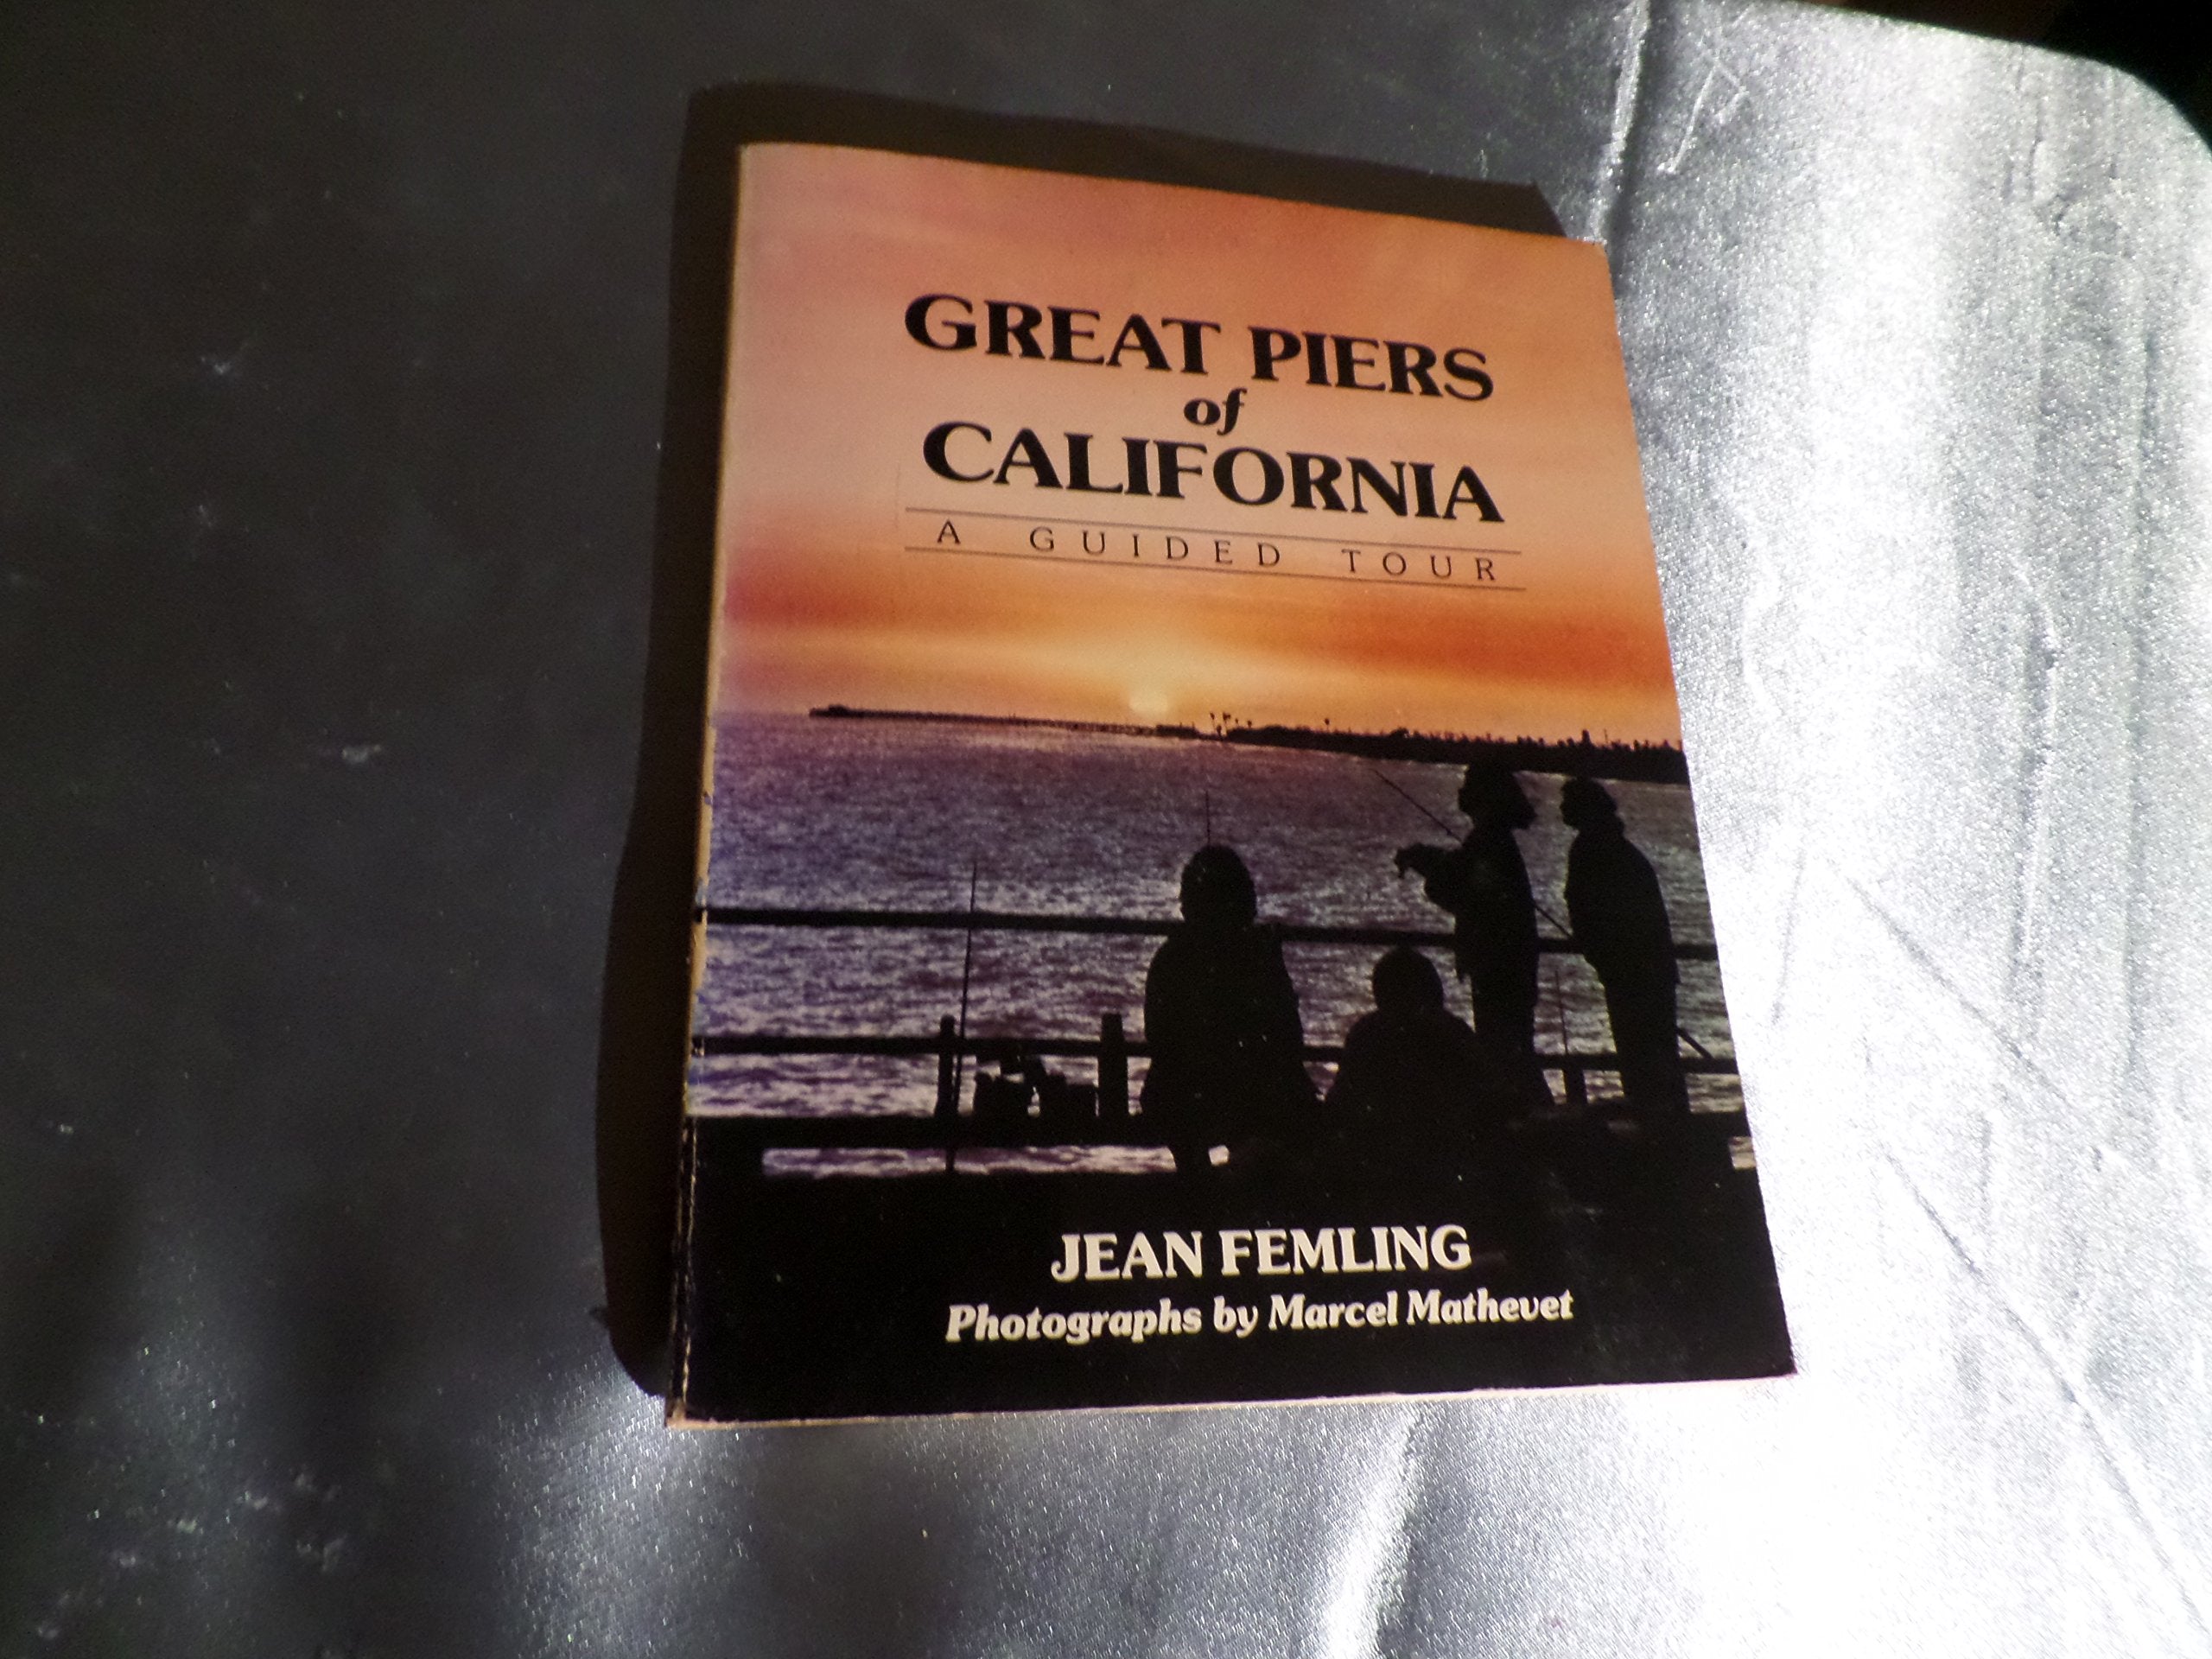 GREAT PIERS
of
CALIFORNIA
A GUIDED TOUR
JEAN FEMLING
Photographs by Marcel Mathevet